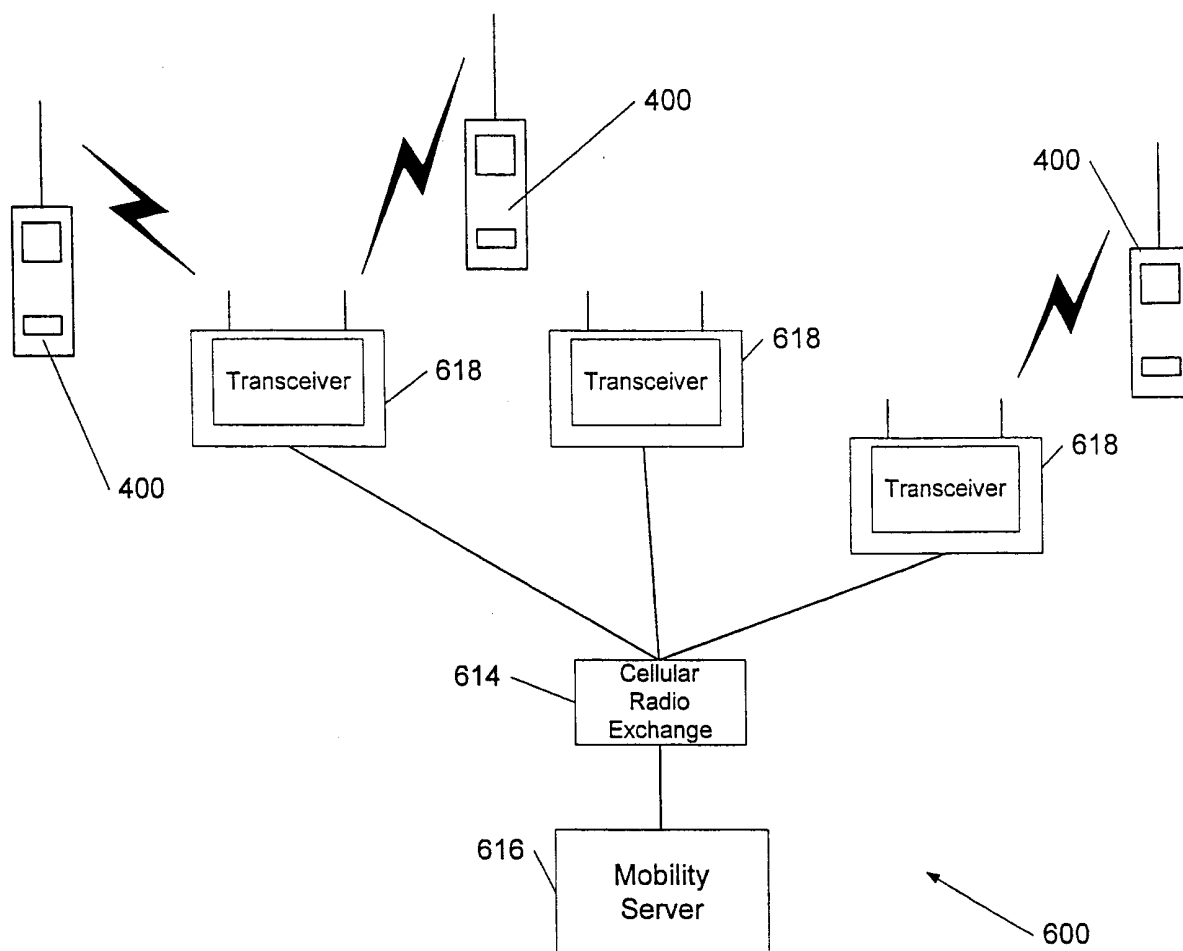 400
400
618
Transceiver
618
Transceiver
400
618
Transceiver
400
614
Cellular
Radio
Exchange
616
Mobility
Server
600